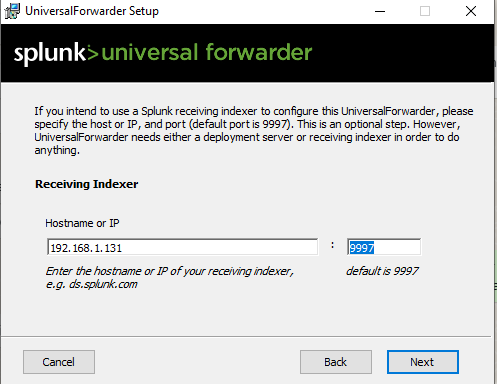 UniversalForwarder Setup
splunk> universal forwarder
If you intend to use a Splunk receiving indexer to configure this UniversalForwarder, please
specify the host or IP, and port (default port is 9997). This is an optional step. However,
UniversalForwarder needs either a deployment server or receiving indexer in order to do
anything.
Receiving Indexer
Hostname or IP
192.168.1.131 : 9997
Enter the hostname or IP of your receiving indexer, default is 9997
e.g. ds.splunk.com
Cancel Back Next